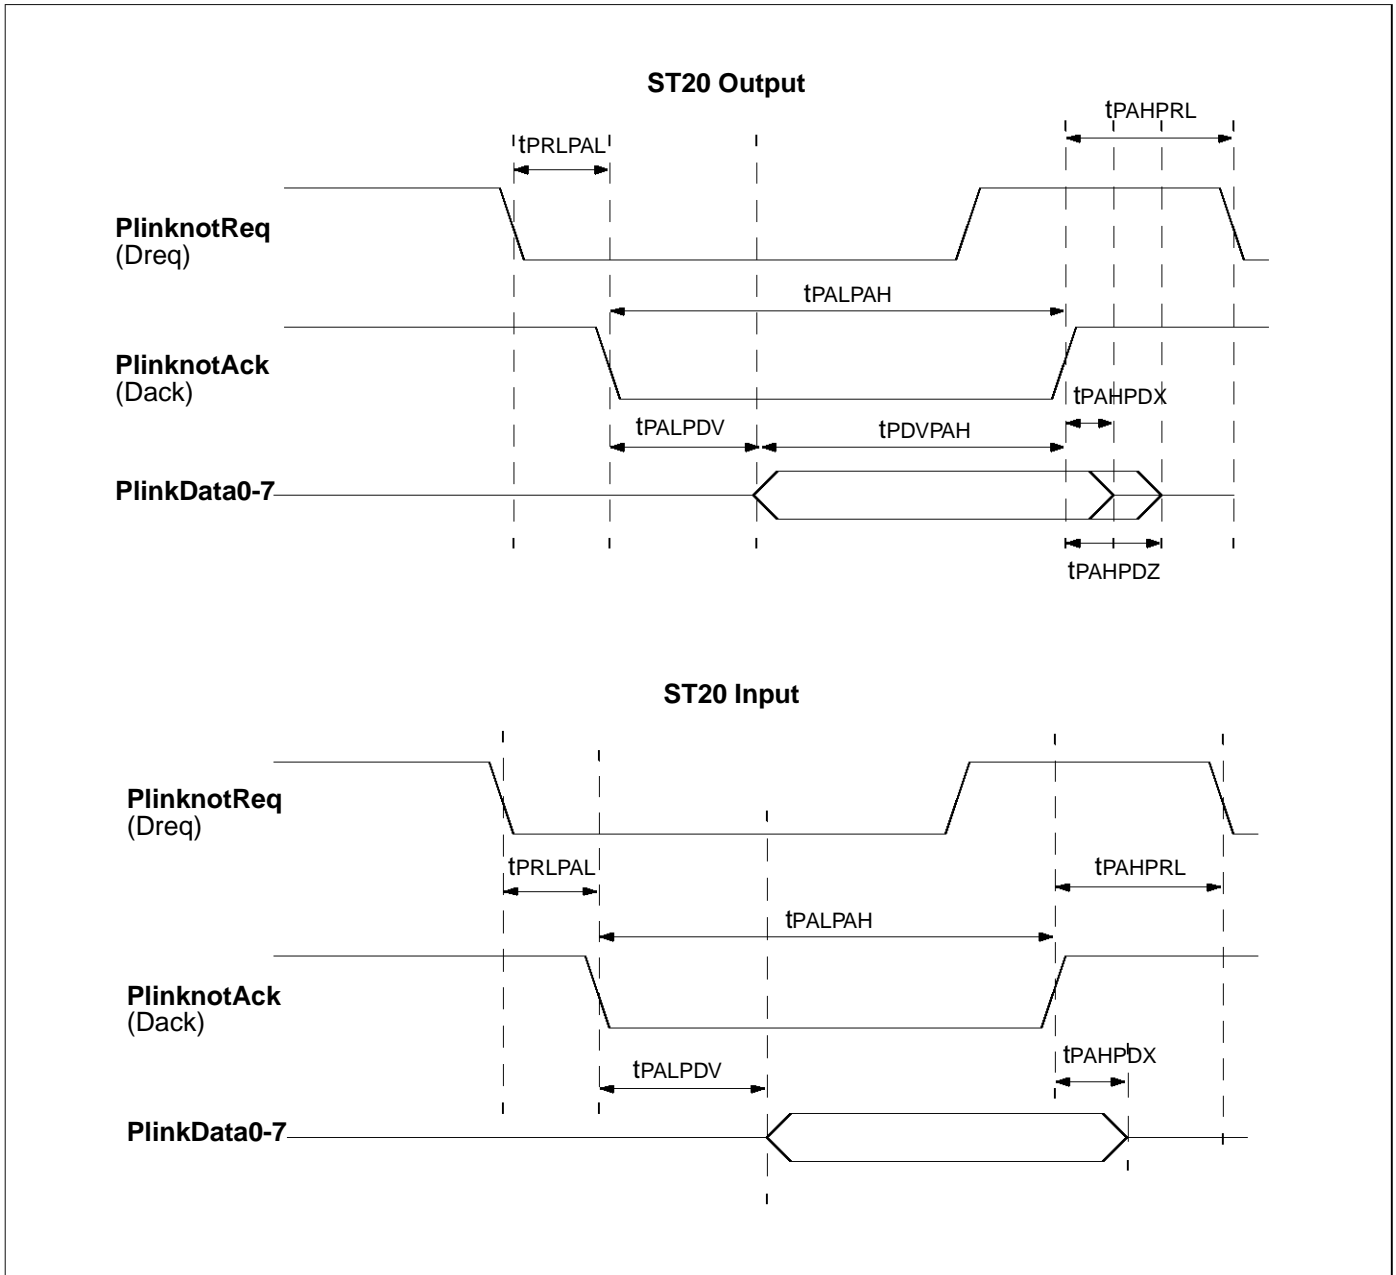 ST20 Output
tPAHPRL
tPRLPAL
PlinknotReq
(Dreq)
tPALPAH
PlinknotAck
(Dack)
tPAHPDX
tPALPDV
tPDVPAH
PlinkData0-7
tPAHPDZ
ST20 Input
PlinknotReq
(Dreq)
tPRLPAL
tPAHPRL
tPALPAH
PlinknotAck
(Dack)
tPAHPDX
tPALPDV
PlinkData0-7